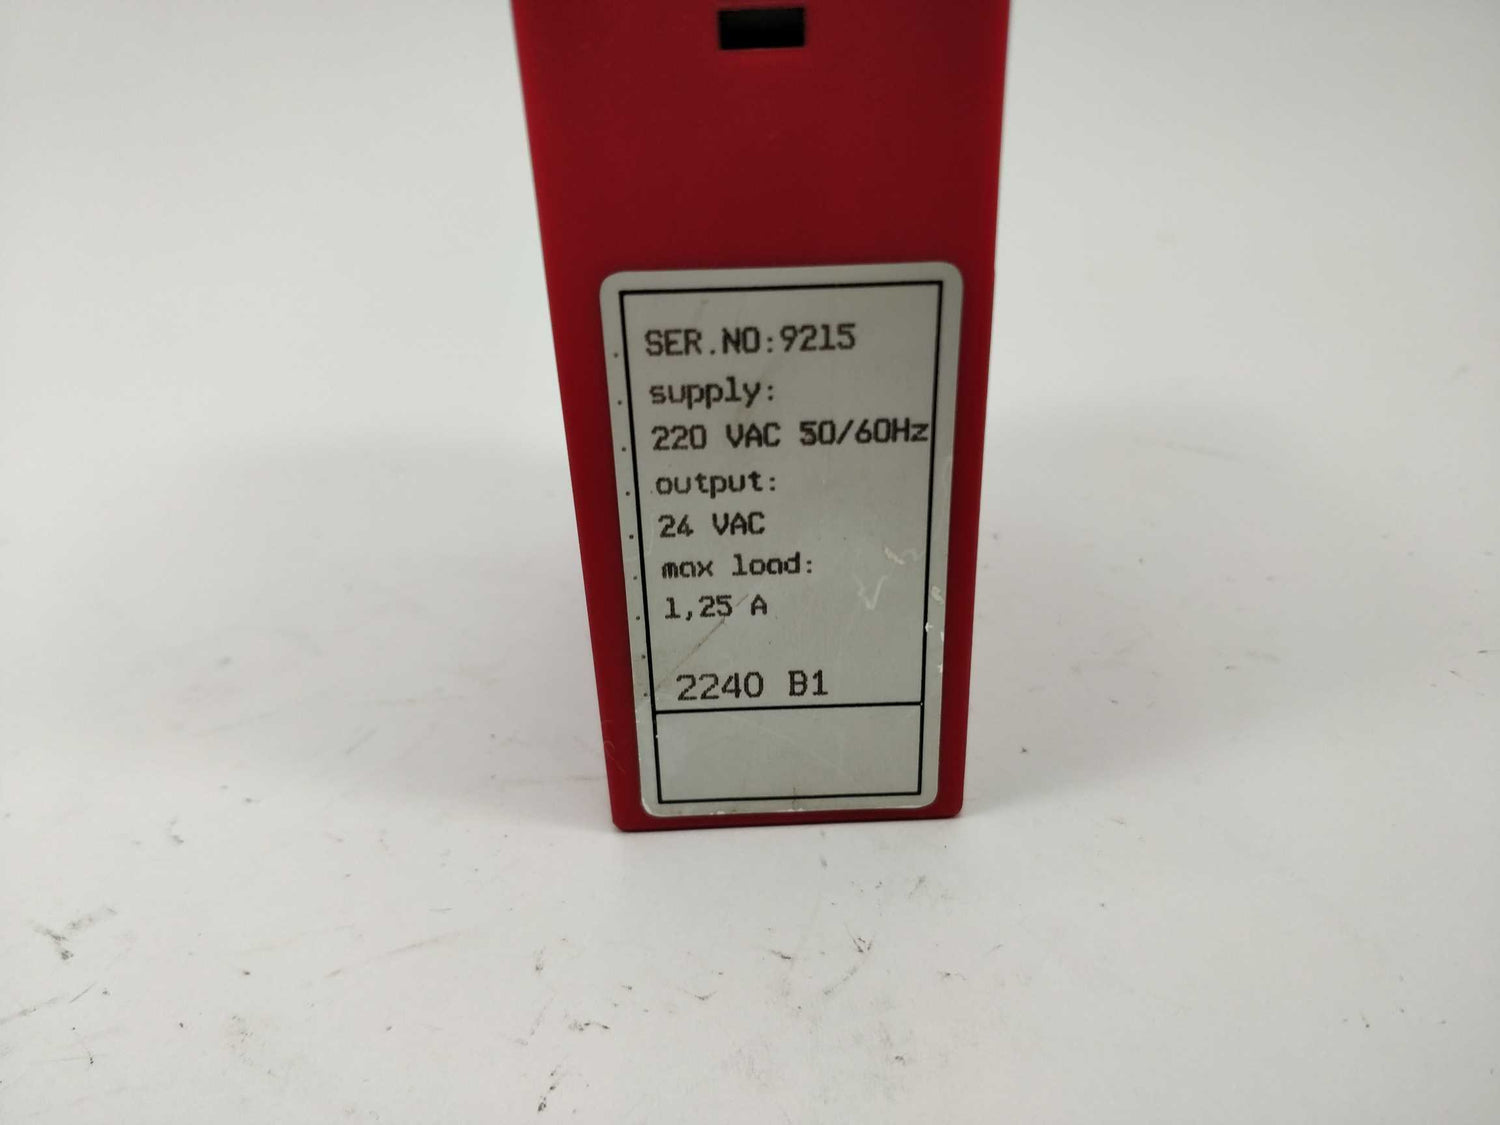 SER.NO:9215
supply:
220 VAC 50/60Hz
output:
24 VAC
max load:
1,25 A
2240 B1